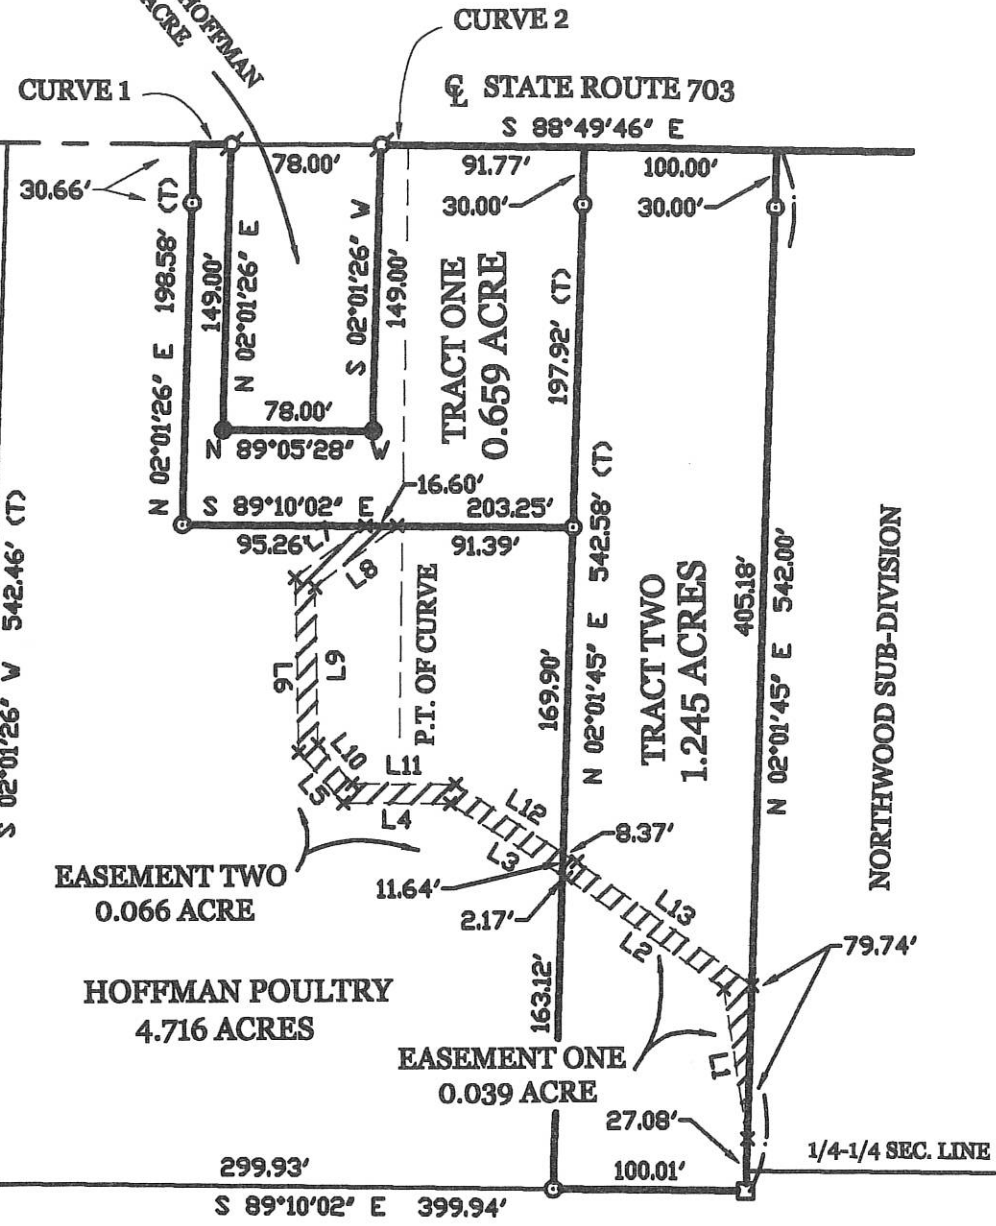 HOFFMAN
ACRE
CURVE 2
CURVE 1
℄ STATE ROUTE 703
S 88°49'46" E
78.00'
91.77'
100.00'
30.66'
30.00'
30.00'
N 02°01'26" E 198.58' (T)
149.00'
N 02°01'26" E
S 02°01'26" W
149.00'
TRACT ONE
0.659 ACRE
197.92' (T)
78.00'
N 89°05'28" W
16.60'
S 89°10'02" E
203.25'
95.26'
L7
L8
91.39'
S 02°01'26" W 542.46' (T)
P.T. OF CURVE
L6
L9
169.90'
N 02°01'45" E 542.58' (T)
TRACT TWO
1.245 ACRES
405.18'
N 02°01'45" E 542.00'
NORTHWOOD SUB-DIVISION
L10
L5
L11
L4
L12
L3
8.37'
EASEMENT TWO
0.066 ACRE
11.64'
2.17'
L13
L2
79.74'
HOFFMAN POULTRY
4.716 ACRES
163.12'
EASEMENT ONE
0.039 ACRE
L1
27.08'
1/4-1/4 SEC. LINE
299.93'
100.01'
S 89°10'02" E 399.94'